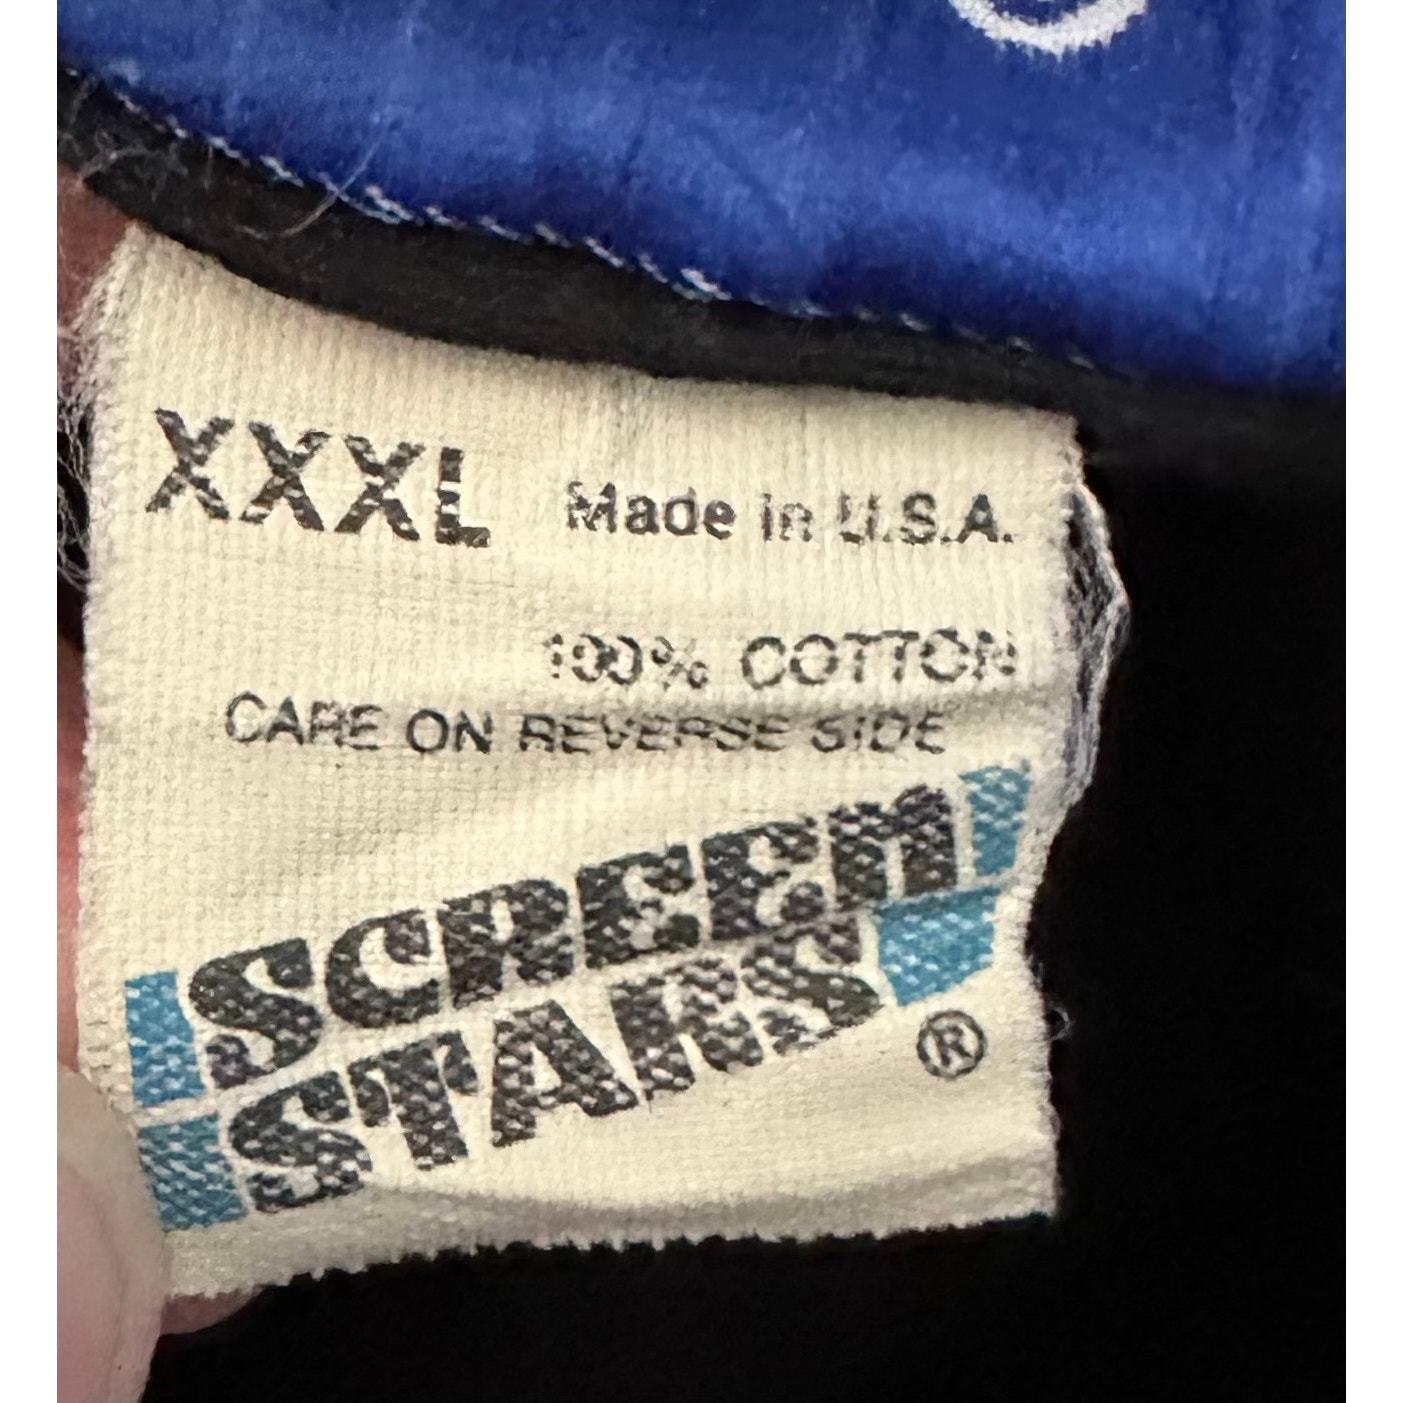 XXXL Made in U.S.A.
100% COTTON
CARE ON REVERSE SIDE
SCREEN
STARS ®